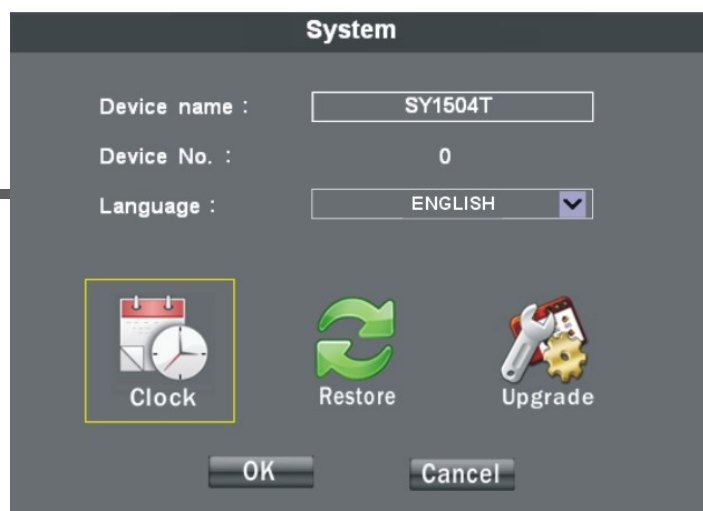 System
Device name : SY1504T
Device No. : 0
Language : ENGLISH
Clock Restore Upgrade
OK Cancel